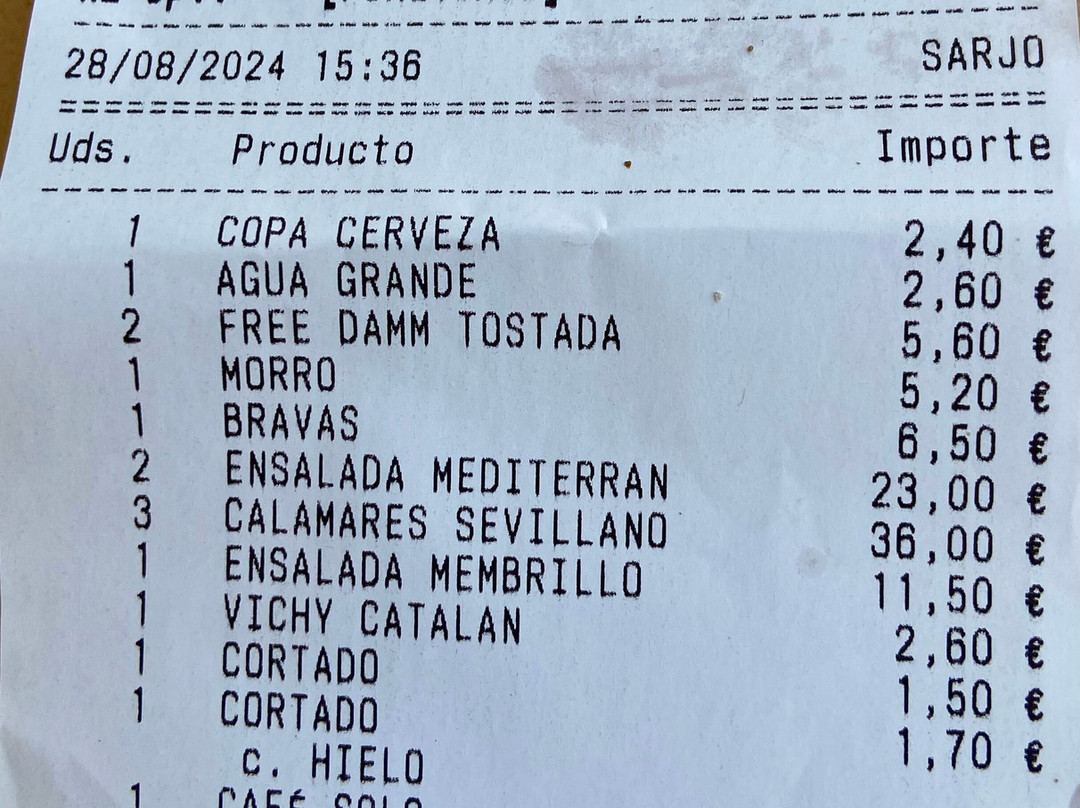 28/08/2024 15:36 SARJO
Uds. Producto Importe
1 COPA CERVEZA 2,40 €
1 AGUA GRANDE 2,60 €
2 FREE DAMM TOSTADA 5,60 €
1 MORRO 5,20 €
1 BRAVAS 6,50 €
2 ENSALADA MEDITERRAN 23,00 €
3 CALAMARES SEVILLANO 36,00 €
1 ENSALADA MEMBRILLO 11,50 €
1 VICHY CATALAN 2,60 €
1 CORTADO 1,50 €
1 CORTADO 1,70 €
c. HIELO
1 CAFÉ SOLO